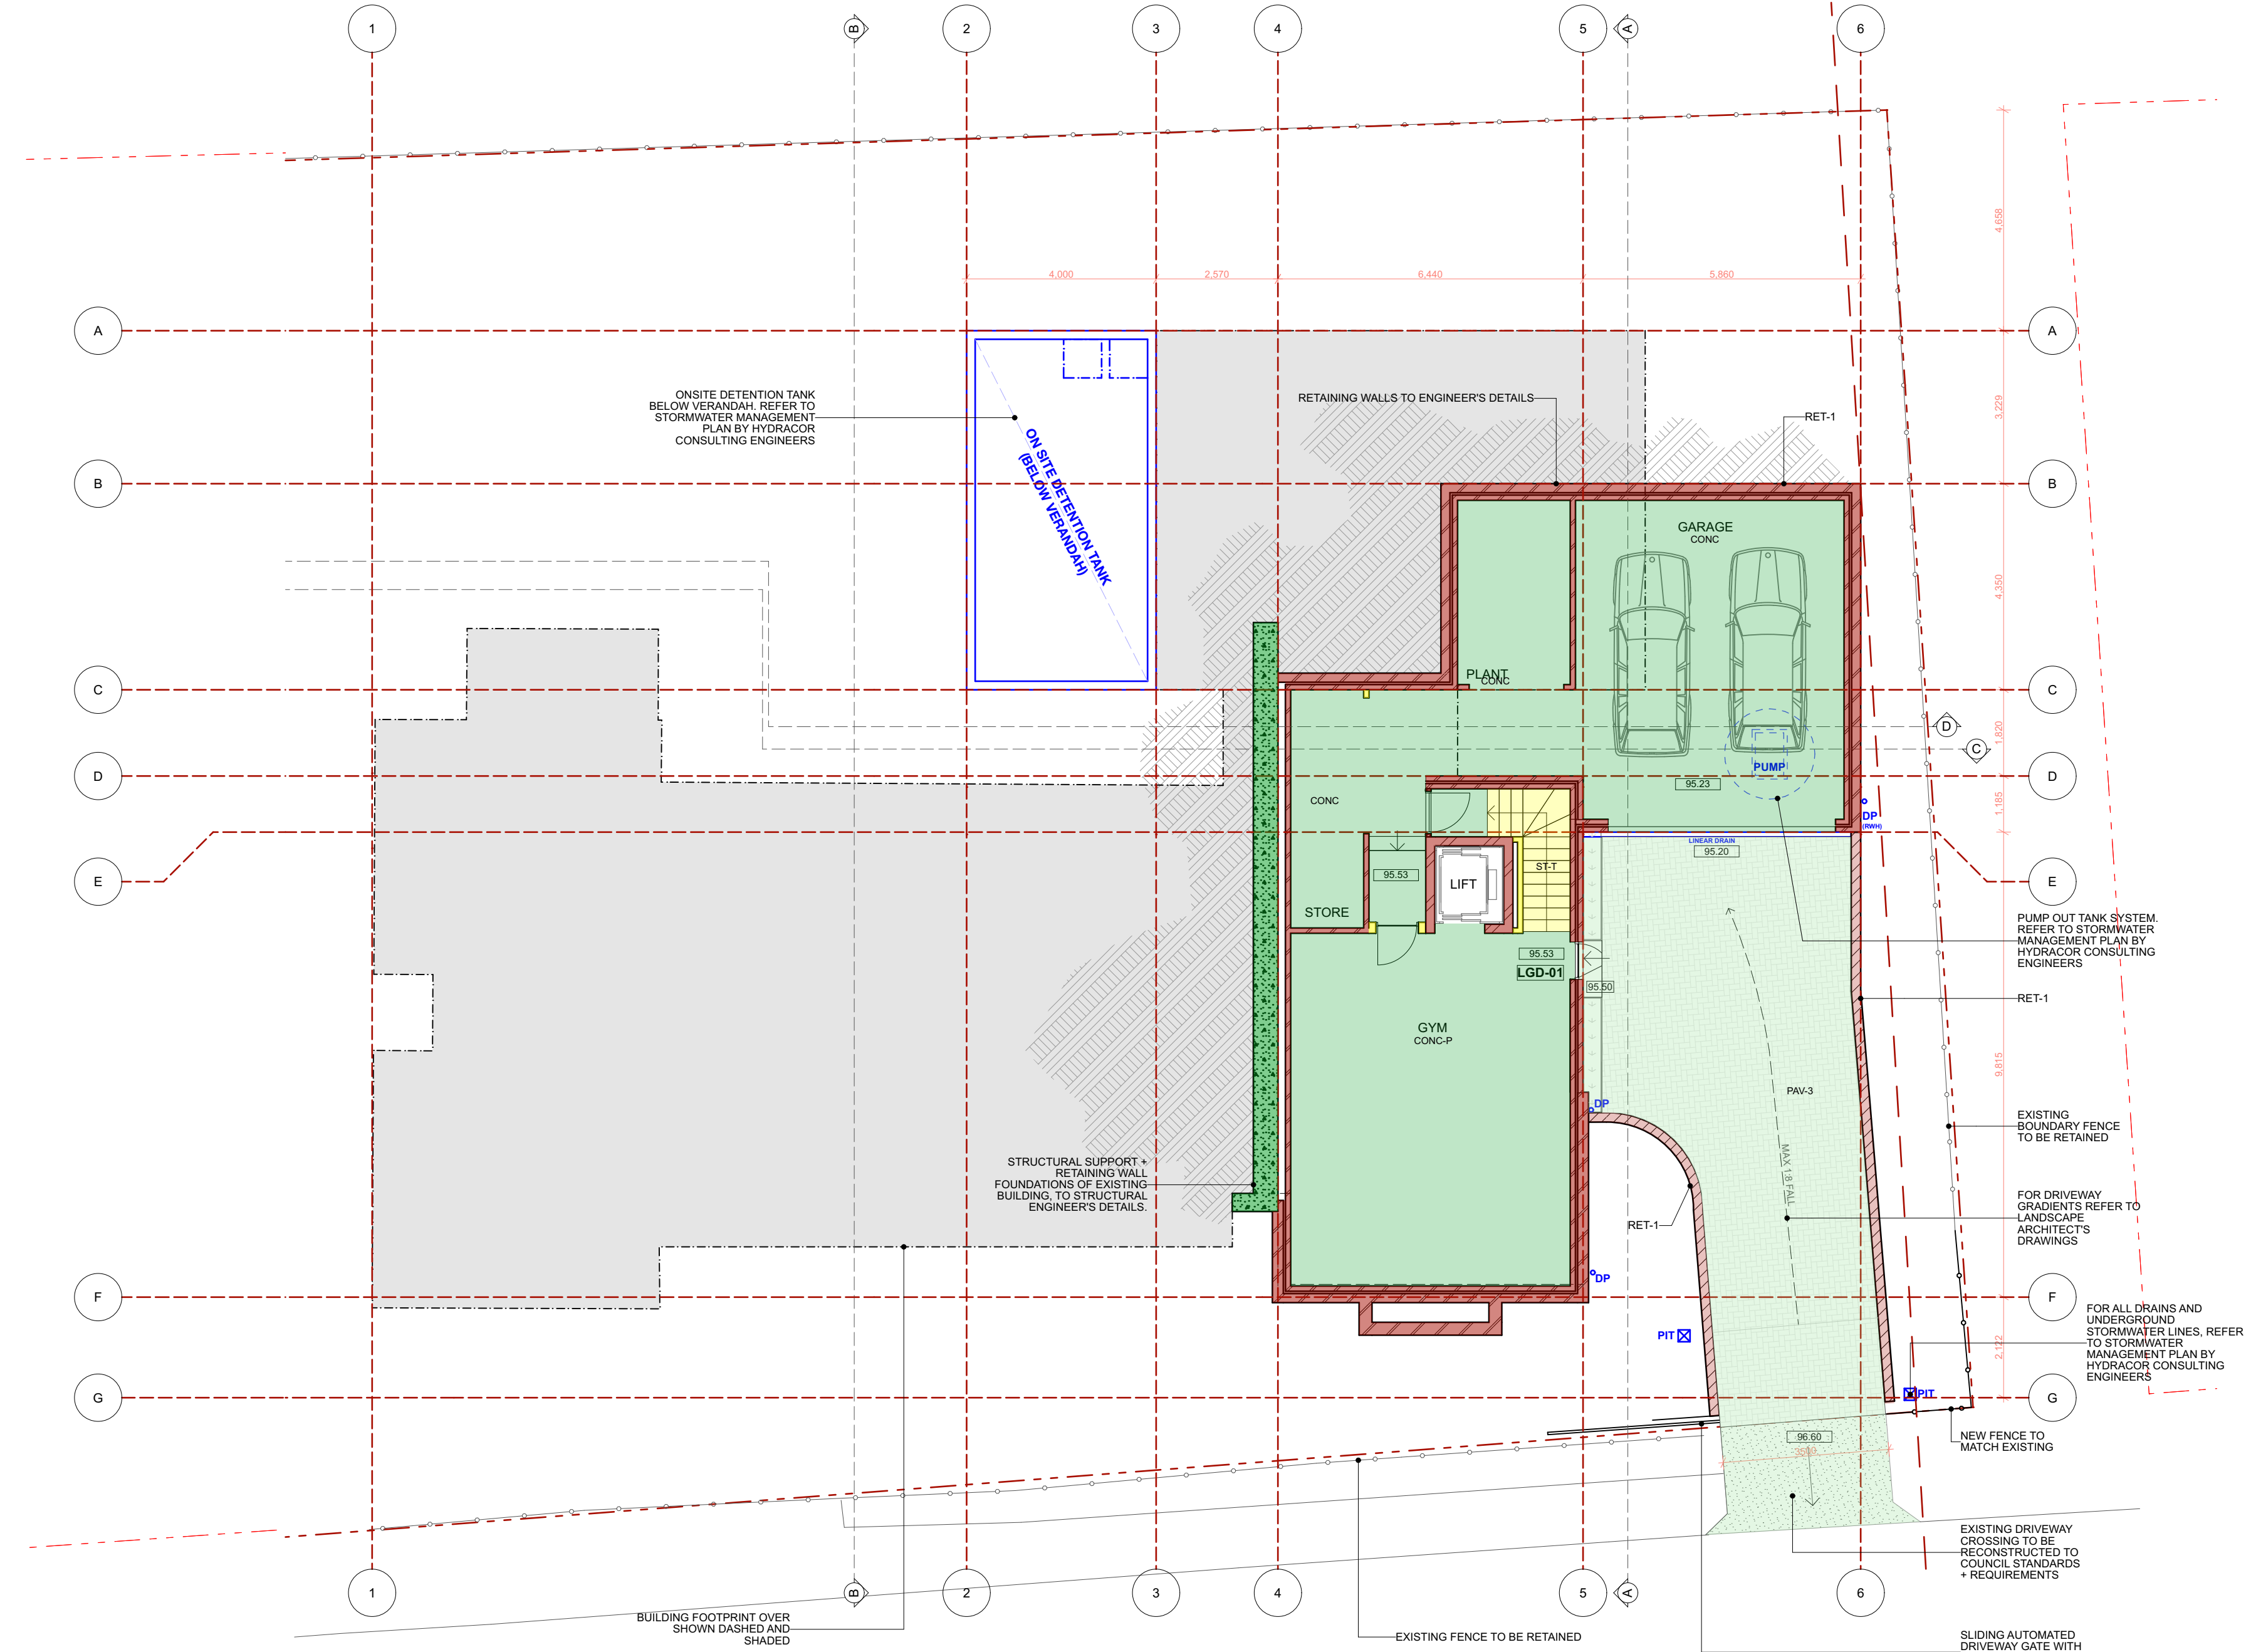 1
B
2
3
4
5
A
6
4,658
4,000
2,570
6,440
5,860
A
A
ONSITE DETENTION TANK
BELOW VERANDAH. REFER TO
STORMWATER MANAGEMENT
PLAN BY HYDRACOR
CONSULTING ENGINEERS
RETAINING WALLS TO ENGINEER'S DETAILS
RET-1
3,229
ON SITE DETENTION TANK
(BELOW VERANDAH)
B
B
GARAGE
CONC
4,350
PLANT
CONC
C
C
D
C
1,820
PUMP
D
D
95.23
CONC
1,185
DP
(RWH)
LINEAR DRAIN
95.20
E
E
95.53
LIFT
ST-T
STORE
PUMP OUT TANK SYSTEM.
REFER TO STORMWATER
MANAGEMENT PLAN BY
HYDRACOR CONSULTING
ENGINEERS
95.53
LGD-01
95.50
RET-1
GYM
CONC-P
9,815
PAV-3
DP
EXISTING
BOUNDARY FENCE
TO BE RETAINED
MAX 1:8 FALL
STRUCTURAL SUPPORT +
RETAINING WALL
FOUNDATIONS OF EXISTING
BUILDING, TO STRUCTURAL
ENGINEER'S DETAILS.
FOR DRIVEWAY
GRADIENTS REFER TO
LANDSCAPE
ARCHITECT'S
DRAWINGS
RET-1
DP
F
F
FOR ALL DRAINS AND
UNDERGROUND
STORMWATER LINES, REFER
TO STORMWATER
MANAGEMENT PLAN BY
HYDRACOR CONSULTING
ENGINEERS
PIT
2,122
PIT
G
G
96.60
3500
NEW FENCE TO
MATCH EXISTING
EXISTING DRIVEWAY
CROSSING TO BE
RECONSTRUCTED TO
COUNCIL STANDARDS
+ REQUIREMENTS
1
B
2
3
4
5
A
6
BUILDING FOOTPRINT OVER
SHOWN DASHED AND
SHADED
EXISTING FENCE TO BE RETAINED
SLIDING AUTOMATED
DRIVEWAY GATE WITH